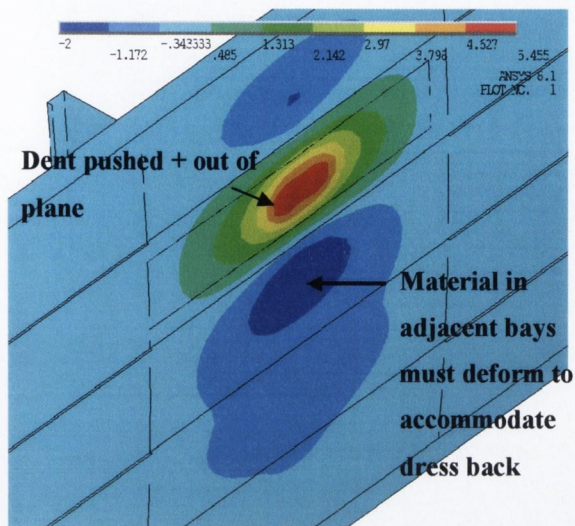 -2 -.343333 1.313 2.97 4.527
-1.172 .485 2.142 3.798 5.455
ANSYS 6.1
PLOT NO. 1
Dent pushed + out of
plane
Material in
adjacent bays
must deform to
accommodate
dress back